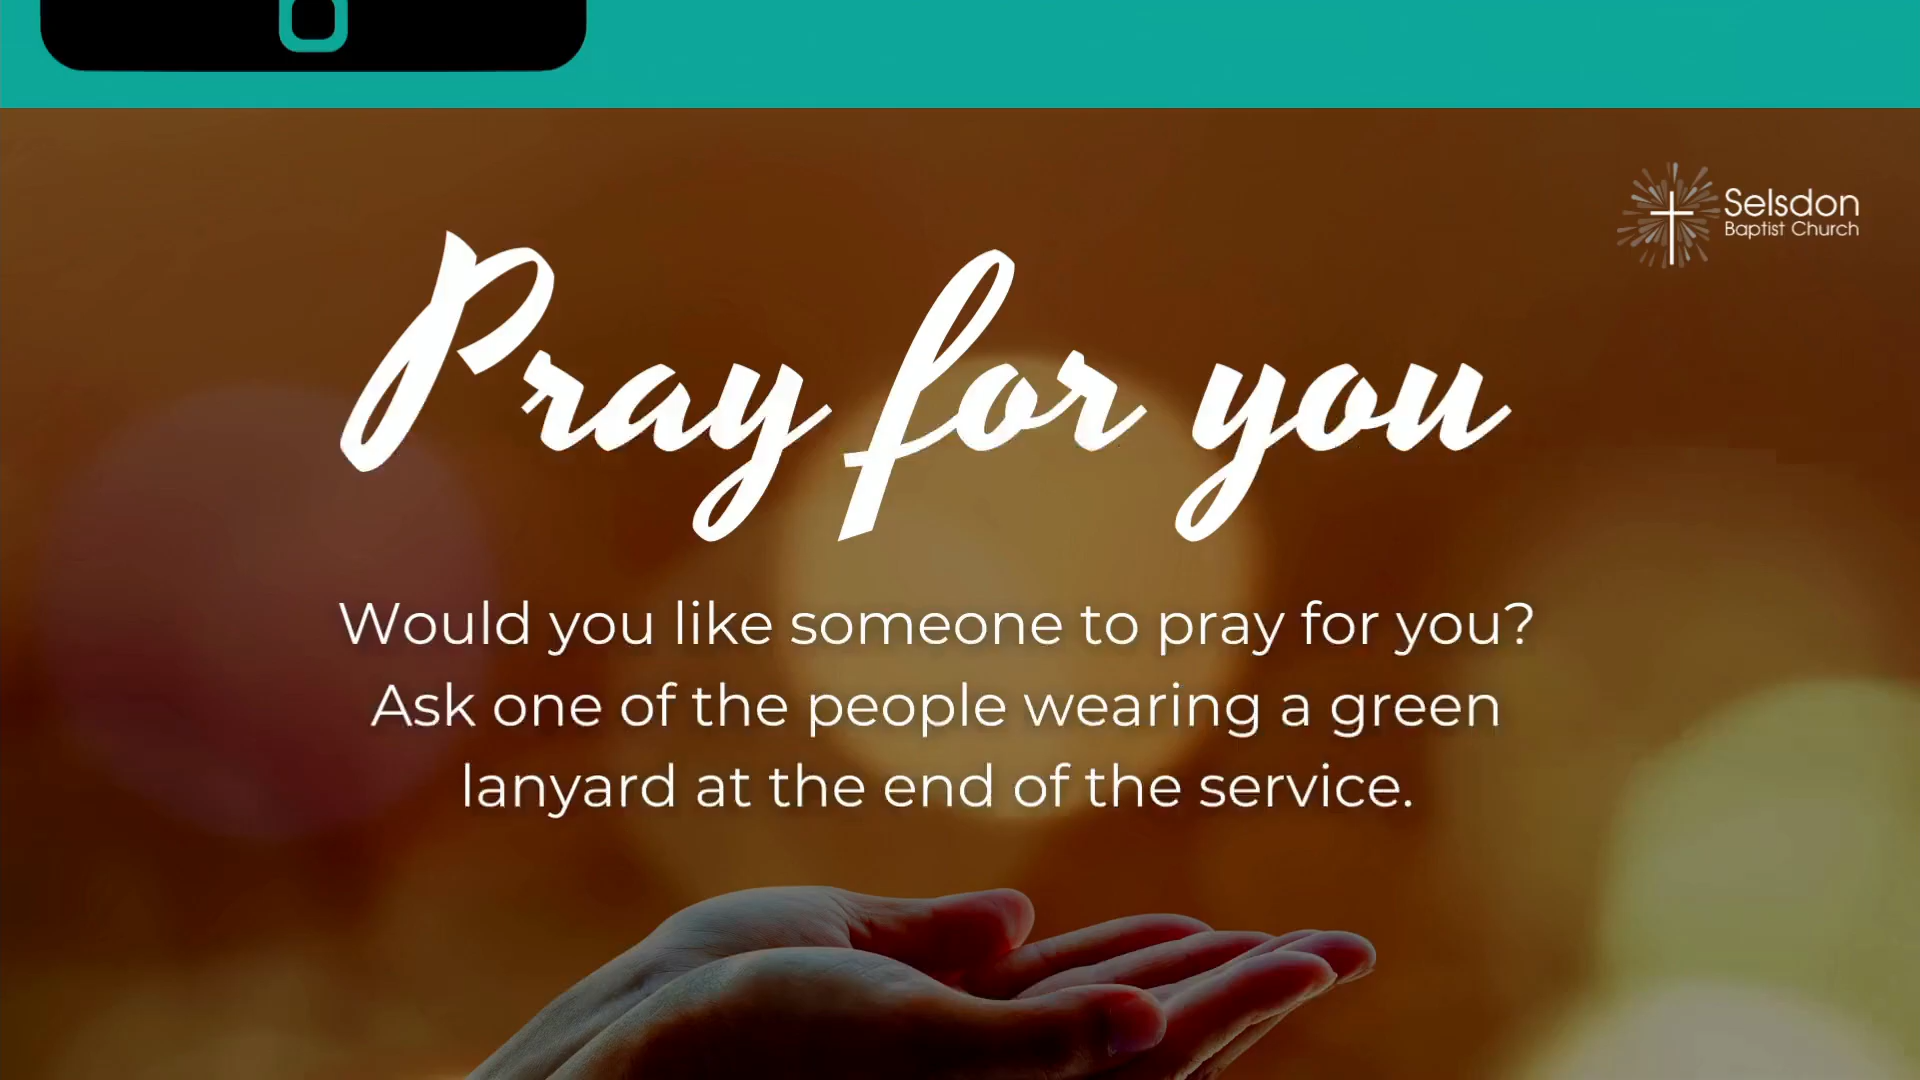 Selsdon
Baptist Church
Pray for you
Would you like someone to pray for you?
Ask one of the people wearing a green
lanyard at the end of the service.